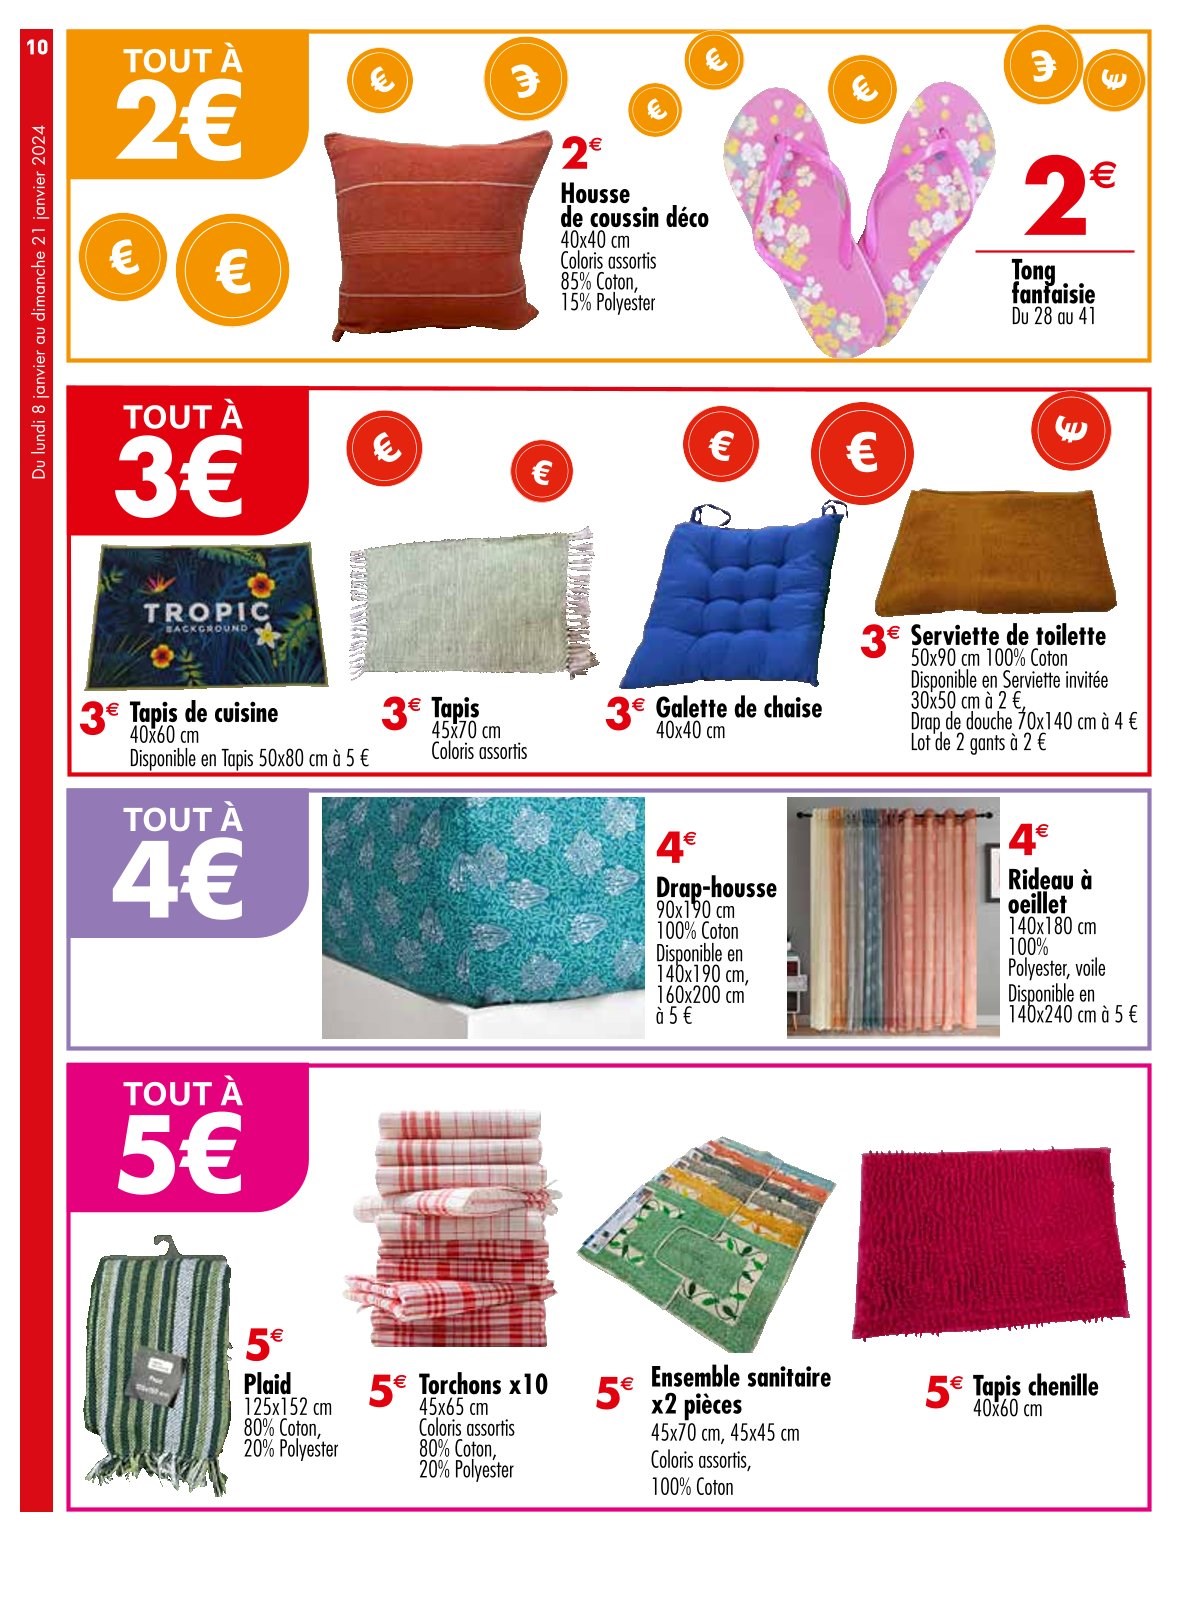 10
Du lundi 8 janvier au dimanche 21 janvier 2024
TOUT À
2€
2€
Housse
de coussin déco
40x40 cm
Coloris assortis
85% Coton,
15% Polyester
2€
Tong
fantaisie
Du 28 au 41
TOUT À
3€
TROPIC
BACKGROUND
3€ Tapis de cuisine
40x60 cm
Disponible en Tapis 50x80 cm à 5 €
3€ Tapis
45x70 cm
Coloris assortis
3€ Galette de chaise
40x40 cm
3€ Serviette de toilette
50x90 cm 100% Coton
Disponible en Serviette invitée
30x50 cm à 2 €,
Drap de douche 70x140 cm à 4 €
Lot de 2 gants à 2 €
TOUT À
4€
4€
Drap-housse
90x190 cm
100% Coton
Disponible en
140x190 cm,
160x200 cm
à 5 €
4€
Rideau à
oeillet
140x180 cm
100%
Polyester, voile
Disponible en
140x240 cm à 5 €
TOUT À
5€
5€
Plaid
125x152 cm
80% Coton,
20% Polyester
5€ Torchons x10
45x65 cm
Coloris assortis
80% Coton,
20% Polyester
5€ Ensemble sanitaire
x2 pièces
45x70 cm, 45x45 cm
Coloris assortis,
100% Coton
5€ Tapis chenille
40x60 cm